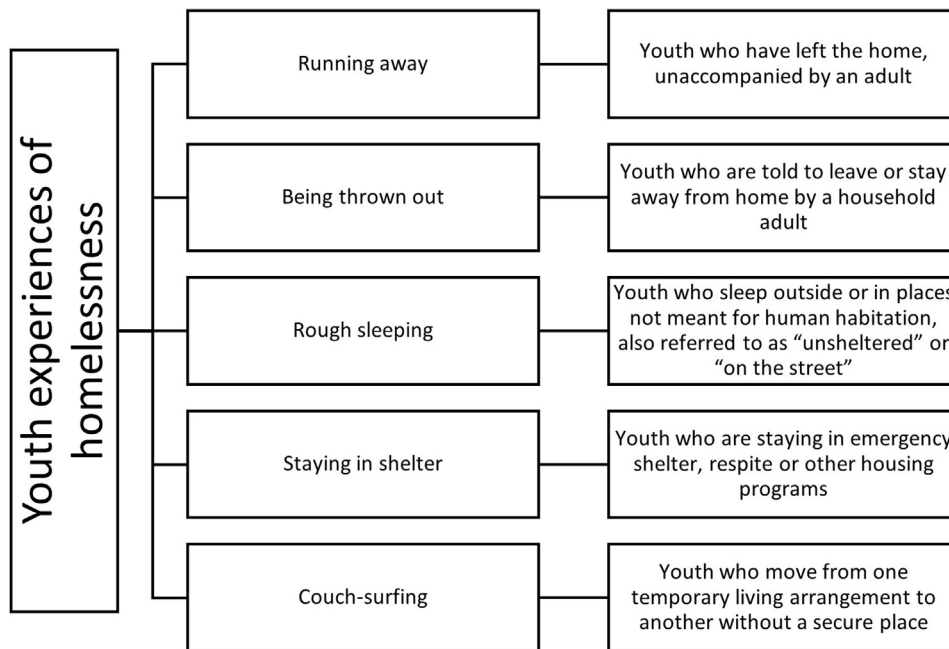 Youth experiences of
homelessness
Running away
Youth who have left the home,
unaccompanied by an adult
Being thrown out
Youth who are told to leave or stay
away from home by a household
adult
Rough sleeping
Youth who sleep outside or in places
not meant for human habitation,
also referred to as “unsheltered” or
“on the street”
Staying in shelter
Youth who are staying in emergency
shelter, respite or other housing
programs
Couch-surfing
Youth who move from one
temporary living arrangement to
another without a secure place